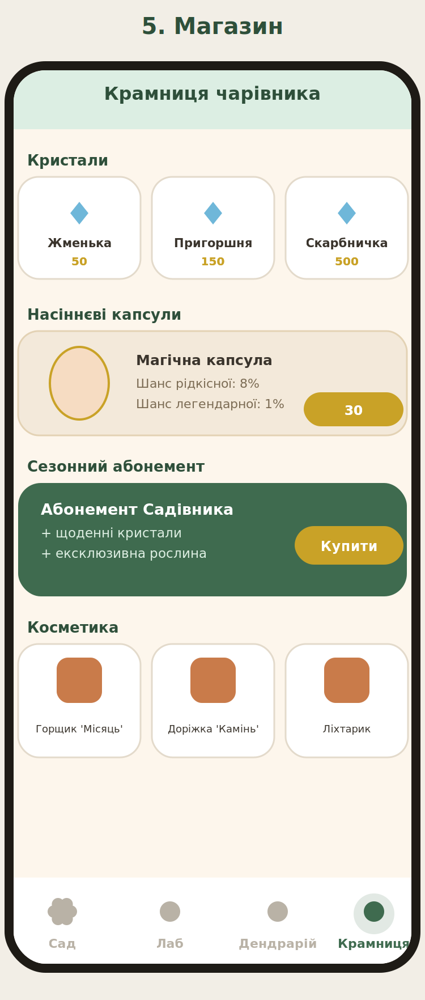 5. Магазин
Крамниця чарівника
Кристали
Жменька
50
Пригоршня
150
Скарбничка
500
Насіннєві капсули
Магічна капсула
Шанс рідкісної: 8%
Шанс легендарної: 1%
30
Сезонний абонемент
Абонемент Садівника
+ щоденні кристали
+ ексклюзивна рослина
Купити
Косметика
Горщик 'Місяць'
Доріжка 'Камінь'
Ліхтарик
Сад
Лаб
Дендрарій
Крамниця